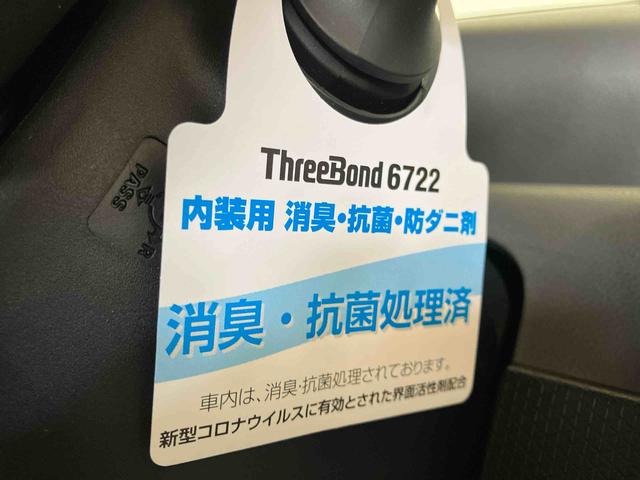 ThreeBond 6722
内装用 消臭・抗菌・防ダニ剤
消臭・抗菌処理済
車内は、消臭・抗菌処理されております。
新型コロナウイルスに有効とされた界面活性剤配合
PASS